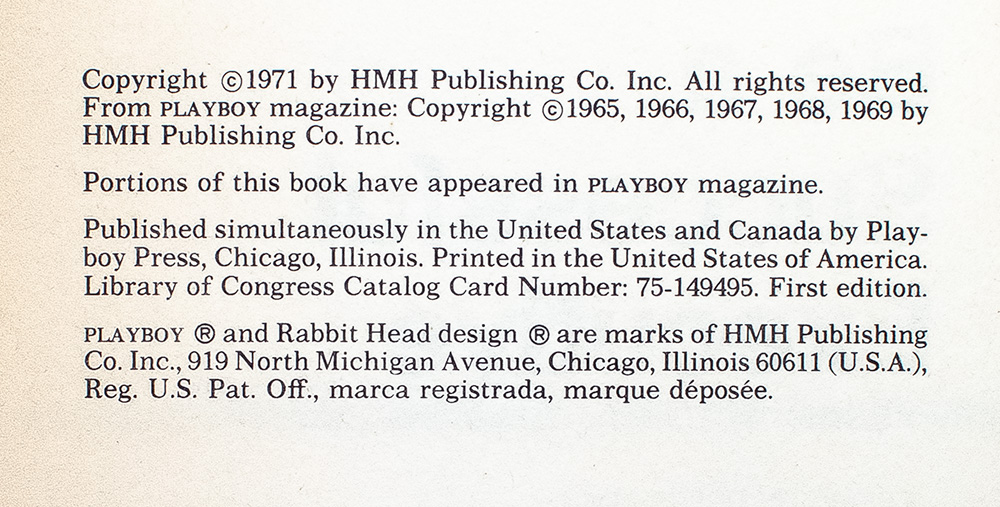 Copyright ©1971 by HMH Publishing Co. Inc. All rights reserved.
From PLAYBOY magazine: Copyright ©1965, 1966, 1967, 1968, 1969 by
HMH Publishing Co. Inc.
Portions of this book have appeared in PLAYBOY magazine.
Published simultaneously in the United States and Canada by Play-
boy Press, Chicago, Illinois. Printed in the United States of America.
Library of Congress Catalog Card Number: 75-149495. First edition.
PLAYBOY ® and Rabbit Head design ® are marks of HMH Publishing
Co. Inc., 919 North Michigan Avenue, Chicago, Illinois 60611 (U.S.A.),
Reg. U.S. Pat. Off., marca registrada, marque déposée.